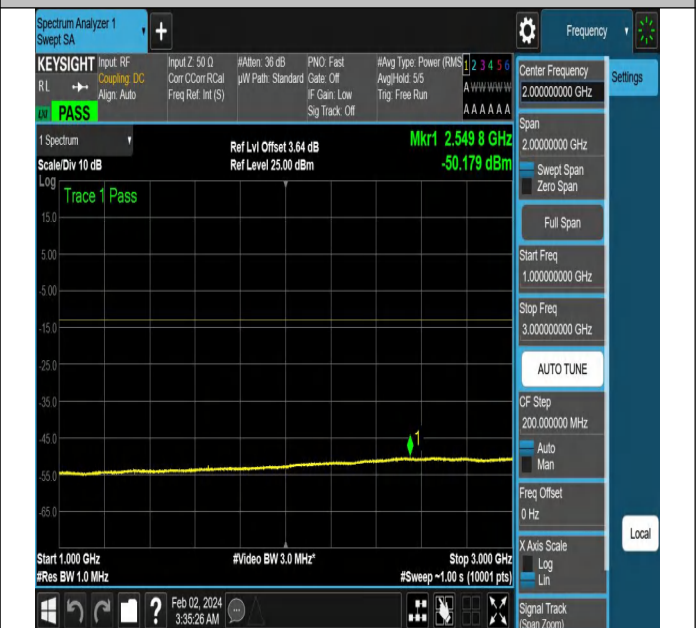 Spectrum Analyzer 1
Swept SA
+
Frequency
KEYSIGHT
RL
PASS
Input: RF
Coupling: DC
Align: Auto
Input Z: 50 Ω
Corr CCorr RCal
Freq Ref: Int (S)
#Atten: 36 dB
µW Path: Standard
PNO: Fast
Gate: Off
IF Gain: Low
Sig Track: Off
#Avg Type: Power (RMS
Avg|Hold: 5/5
Trig: Free Run
1 2 3 4 5 6
A W W W W W
A A A A A A
Center Frequency
2.000000000 GHz
Settings
1 Spectrum
Scale/Div 10 dB
Ref Lvl Offset 3.64 dB
Ref Level 25.00 dBm
Mkr1 2.549 8 GHz
-50.179 dBm
Log
Trace 1 Pass
15.0
5.00
-5.00
-15.0
-25.0
-35.0
-45.0
-55.0
-65.0
1
Start 1.000 GHz
#Res BW 1.0 MHz
#Video BW 3.0 MHz*
Stop 3.000 GHz
#Sweep ~1.00 s (10001 pts)
Span
2.00000000 GHz
Swept Span
Zero Span
Full Span
Start Freq
1.000000000 GHz
Stop Freq
3.000000000 GHz
AUTO TUNE
CF Step
200.000000 MHz
Auto
Man
Freq Offset
0 Hz
X Axis Scale
Log
Lin
Signal Track
(Span Zoom)
Local
?
Feb 02, 2024
3:35:26 AM